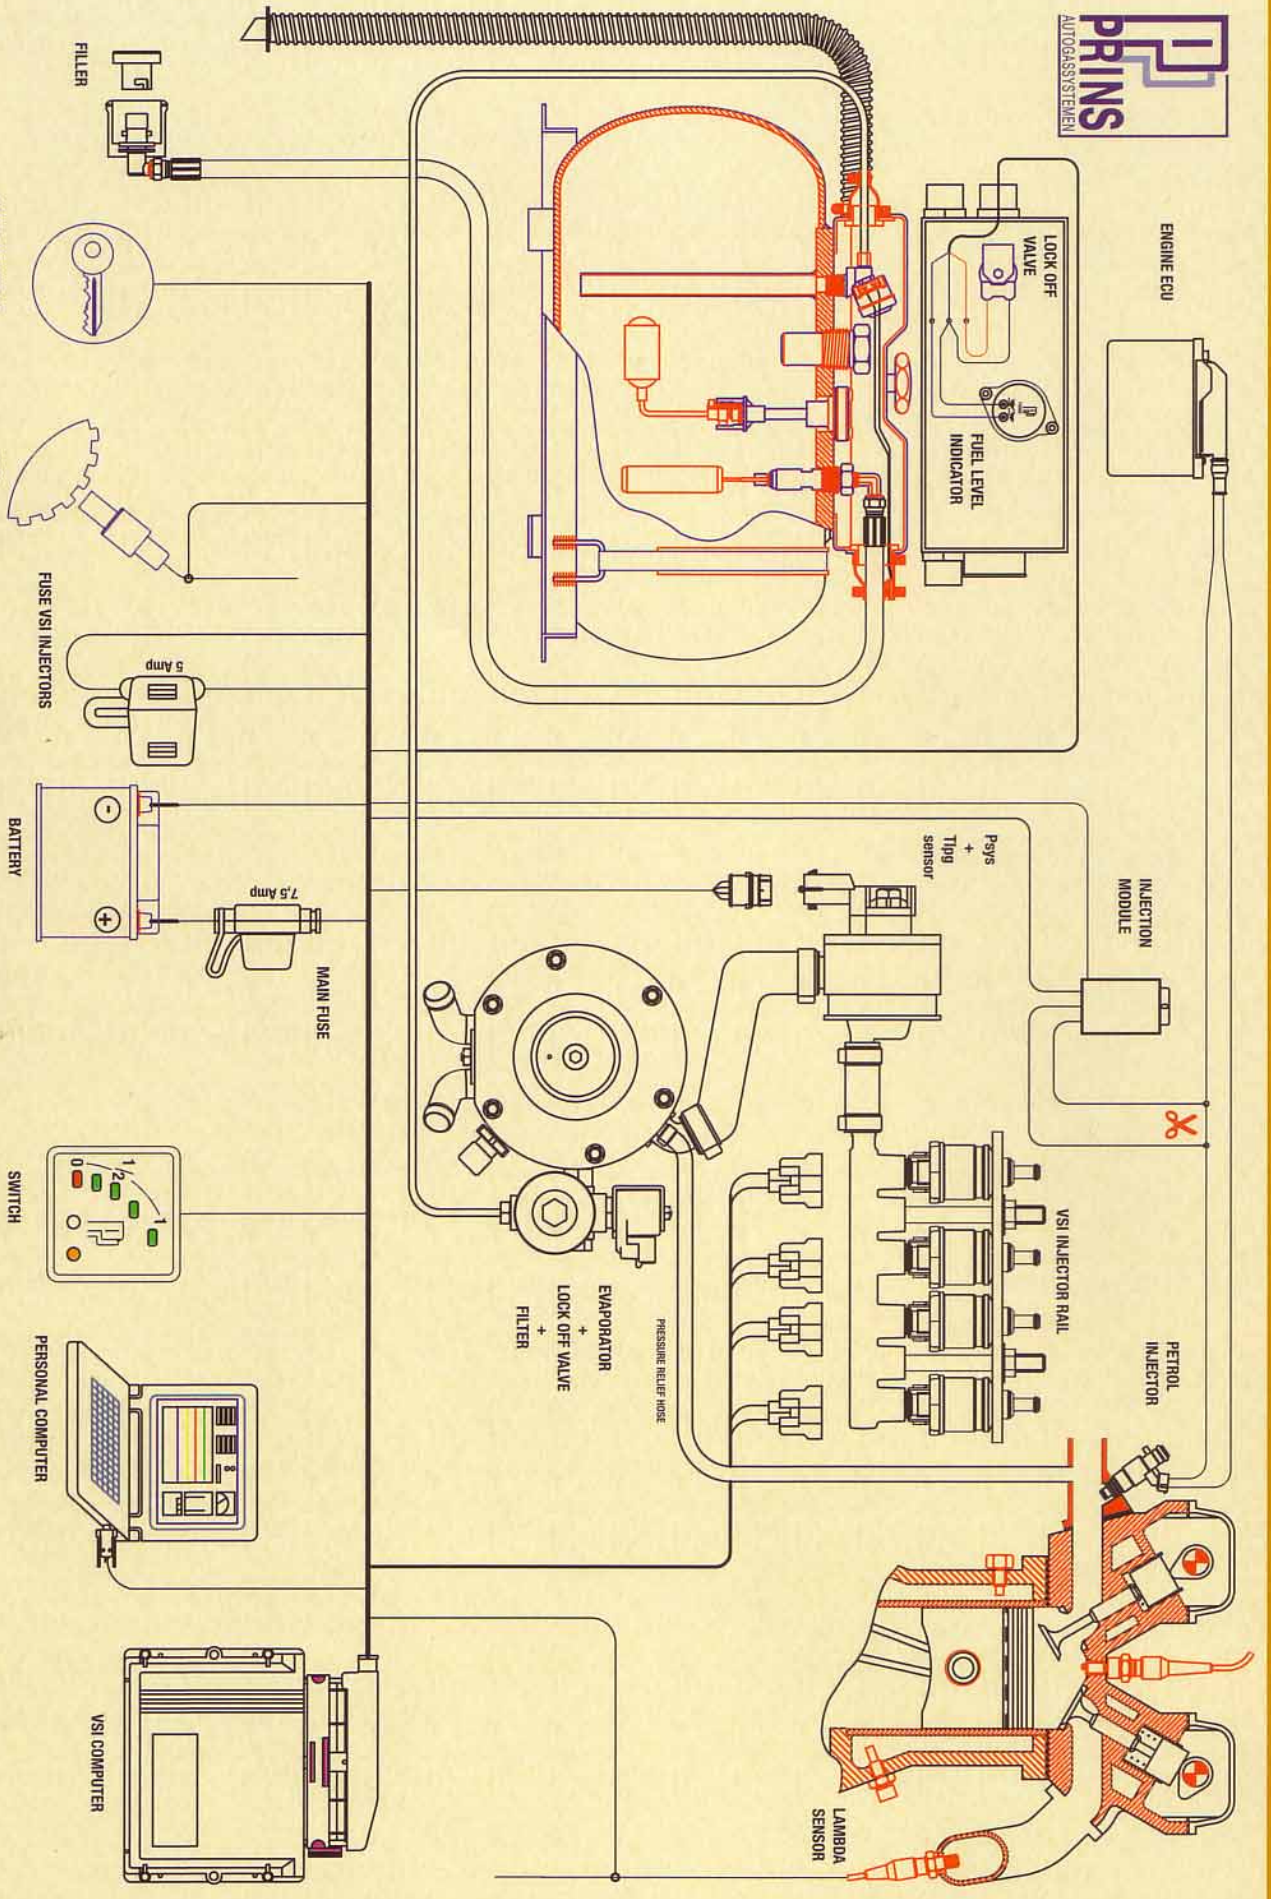 PRINS
AUTOGASSYSTEMEN
ENGINE ECU
LOCK OFF
VALVE
FUEL LEVEL
INDICATOR
FILLER
INJECTION
MODULE
Psys
+
Tlpg
sensor
VSI INJECTOR RAIL
PETROL
INJECTOR
PRESSURE RELIEF HOSE
EVAPORATOR
+
LOCK OFF VALVE
+
FILTER
LAMBDA
SENSOR
FUSE VSI INJECTORS
5 Amp
BATTERY
-
+
7,5 Amp
MAIN FUSE
SWITCH
0
1/2
1
PERSONAL COMPUTER
VSI COMPUTER